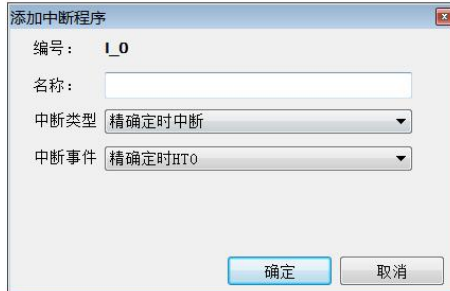 添加中断程序
编号： I_0
名称：
中断类型 精确定时中断
中断事件 精确定时HT0
确定 取消